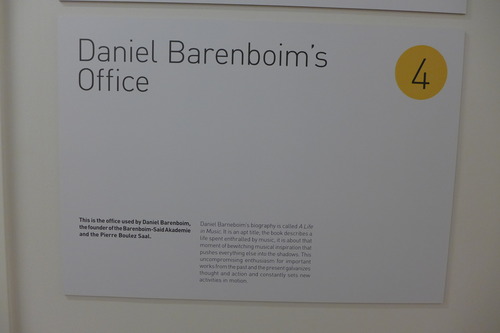 Daniel Barenboim's
Office
4
This is the office used by Daniel Barenboim,
the founder of the Barenboim-Said Akademie
and the Pierre Boulez Saal.
Daniel Barneboim's biography is called A Life
in Music. It is an apt title, the book describes a
life spent enthralled by music, it is about that
moment of bewitching musical inspiration that
pushes everything else into the shadows. This
uncompromising enthusiasm for important
works from the past and the present galvanizes
thought and action and constantly sets new
activities in motion.